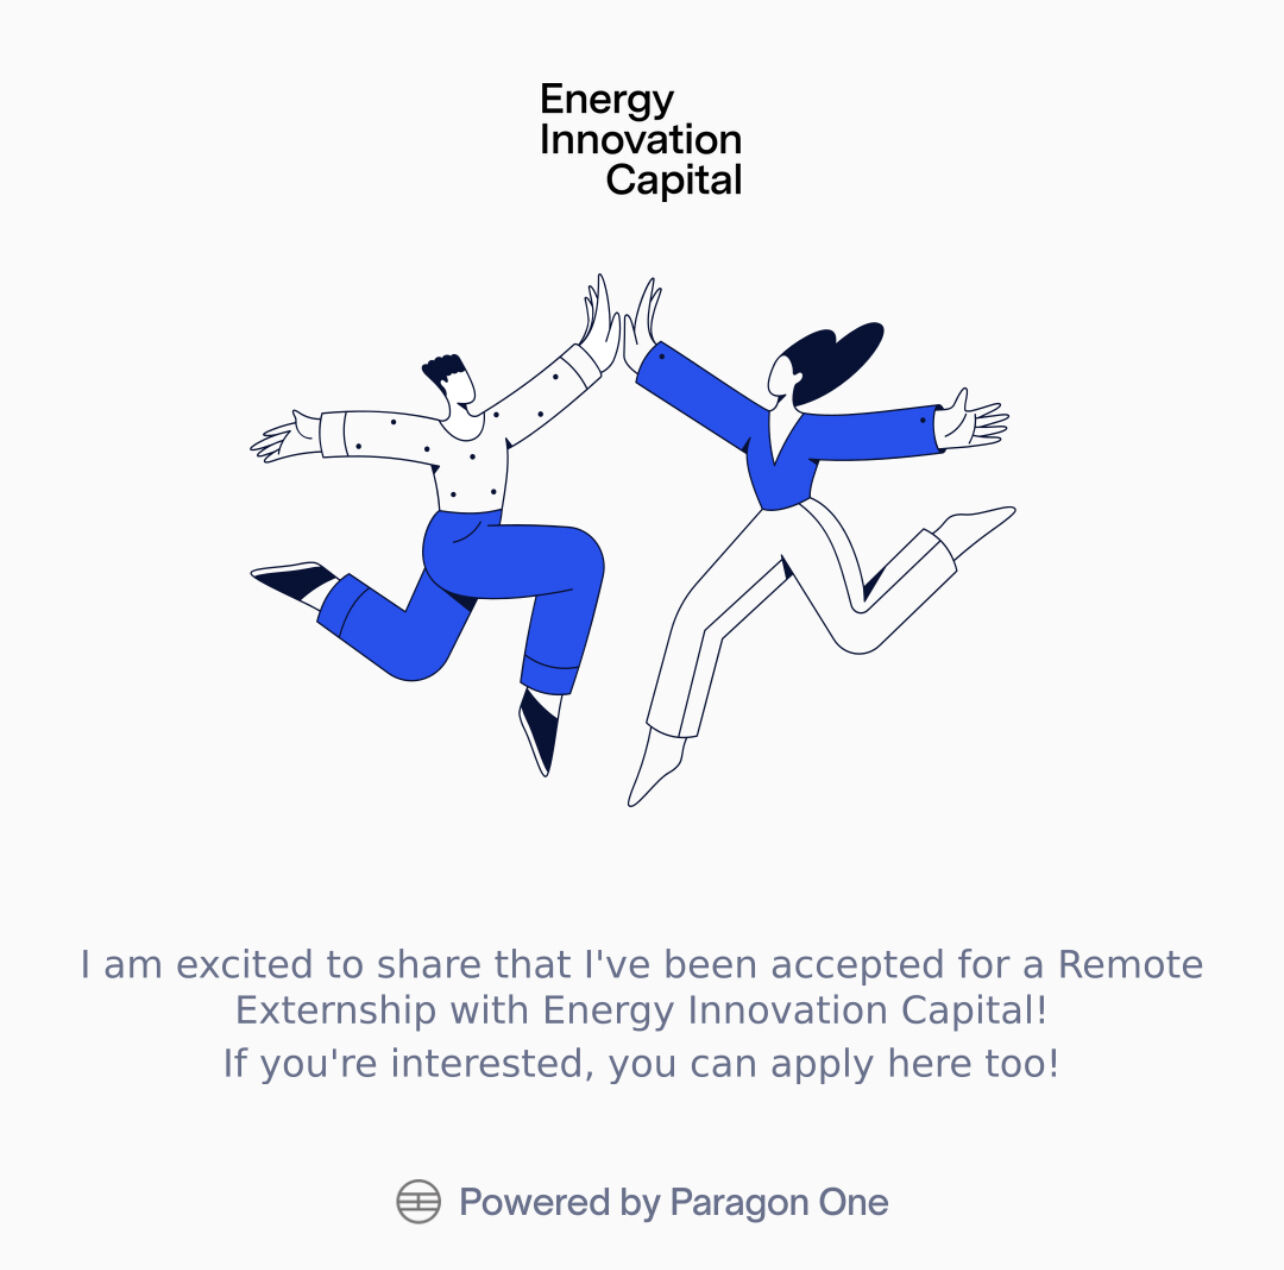 Energy
Innovation
Capital
I am excited to share that I've been accepted for a Remote
Externship with Energy Innovation Capital!
If you're interested, you can apply here too!
Powered by Paragon One